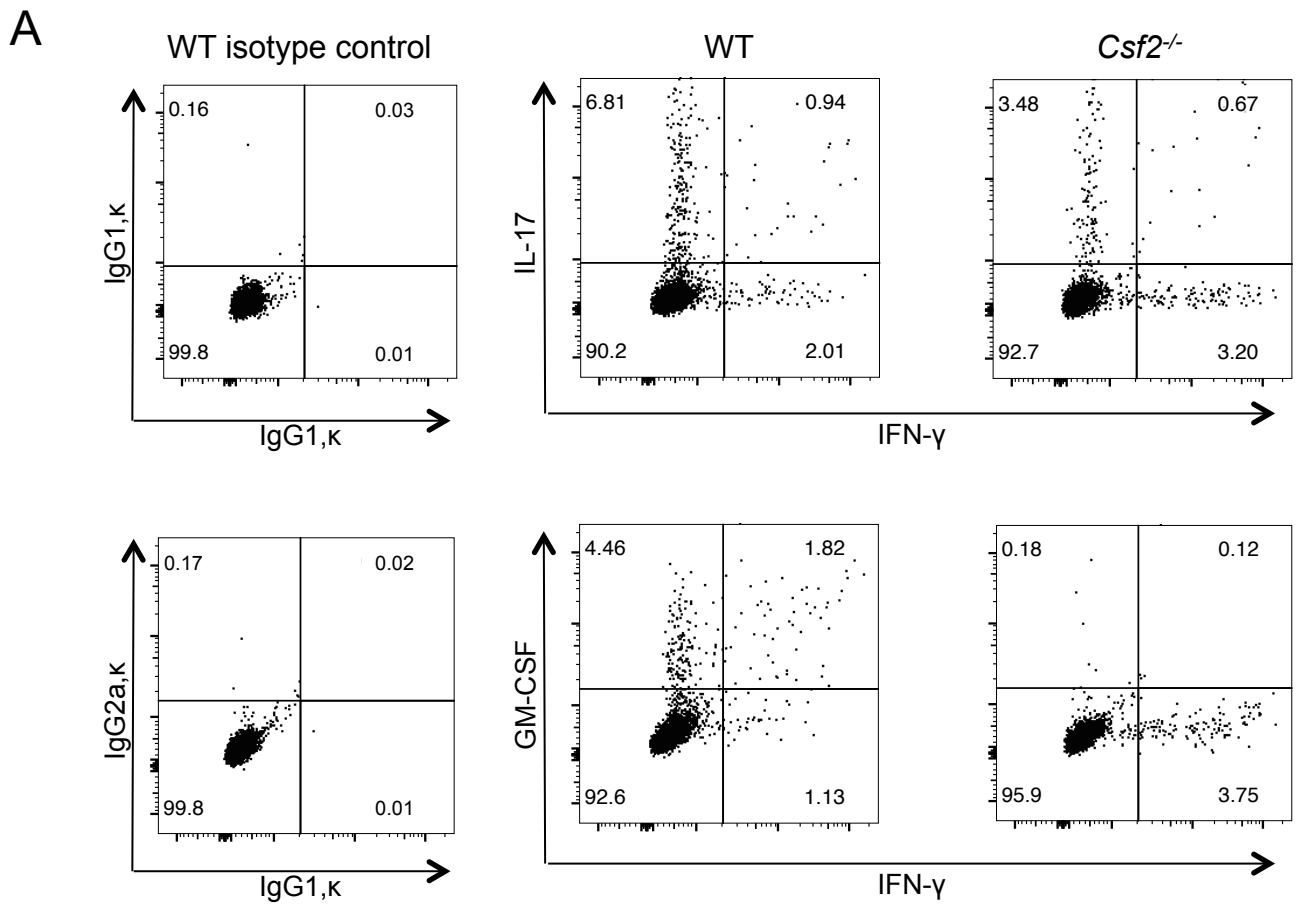 A
WT isotype control
WT
Csf2-/-
0.16
0.03
6.81
0.94
3.48
0.67
IgG1,κ
IL-17
99.8
0.01
90.2
2.01
92.7
3.20
IgG1,κ
IFN-γ
0.17
0.02
4.46
1.82
0.18
0.12
IgG2a,κ
GM-CSF
99.8
0.01
92.6
1.13
95.9
3.75
IgG1,κ
IFN-γ